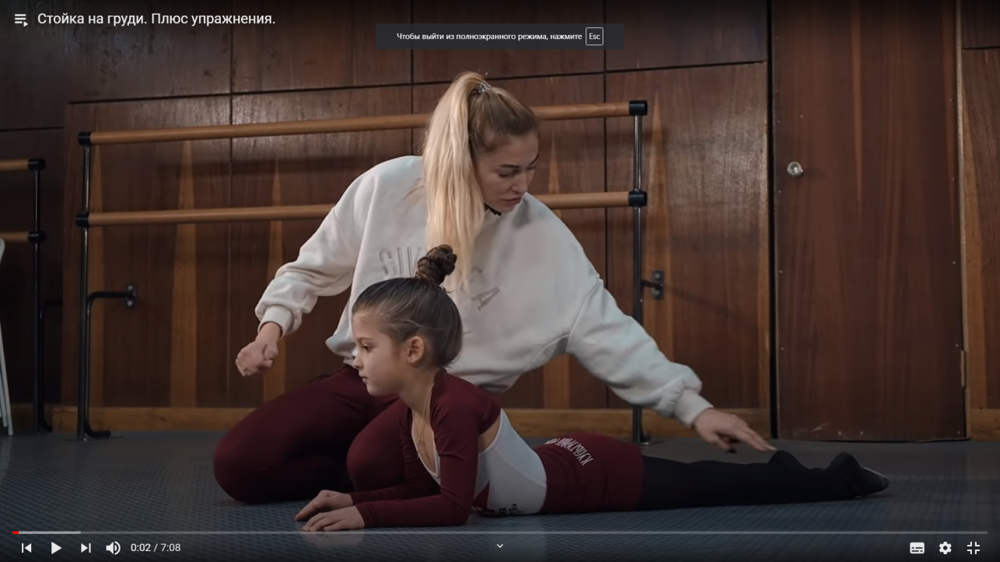 Стойка на груди. Плюс упражнения.
Чтобы выйти из полноэкранного режима, нажмите Esc
0:02 / 7:08